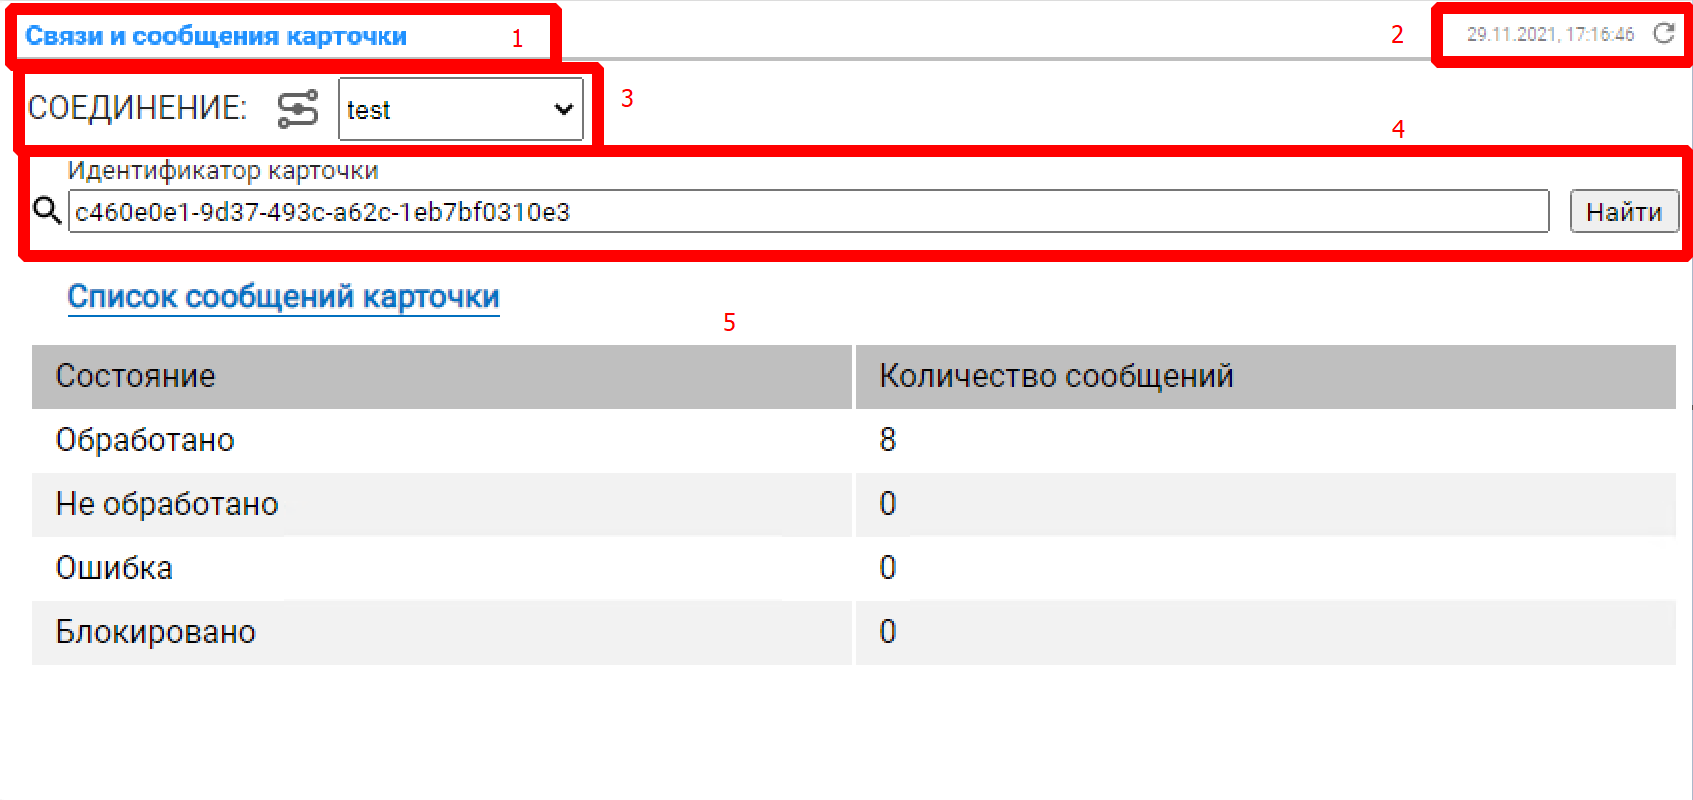 Связи и сообщения карточки 1
2 29.11.2021, 17:16:46
СОЕДИНЕНИЕ: test 3
4
Идентификатор карточки
c460e0e1-9d37-493c-a62c-1eb7bf0310e3 Найти
Список сообщений карточки
5
Состояние Количество сообщений
Обработано 8
Не обработано 0
Ошибка 0
Блокировано 0